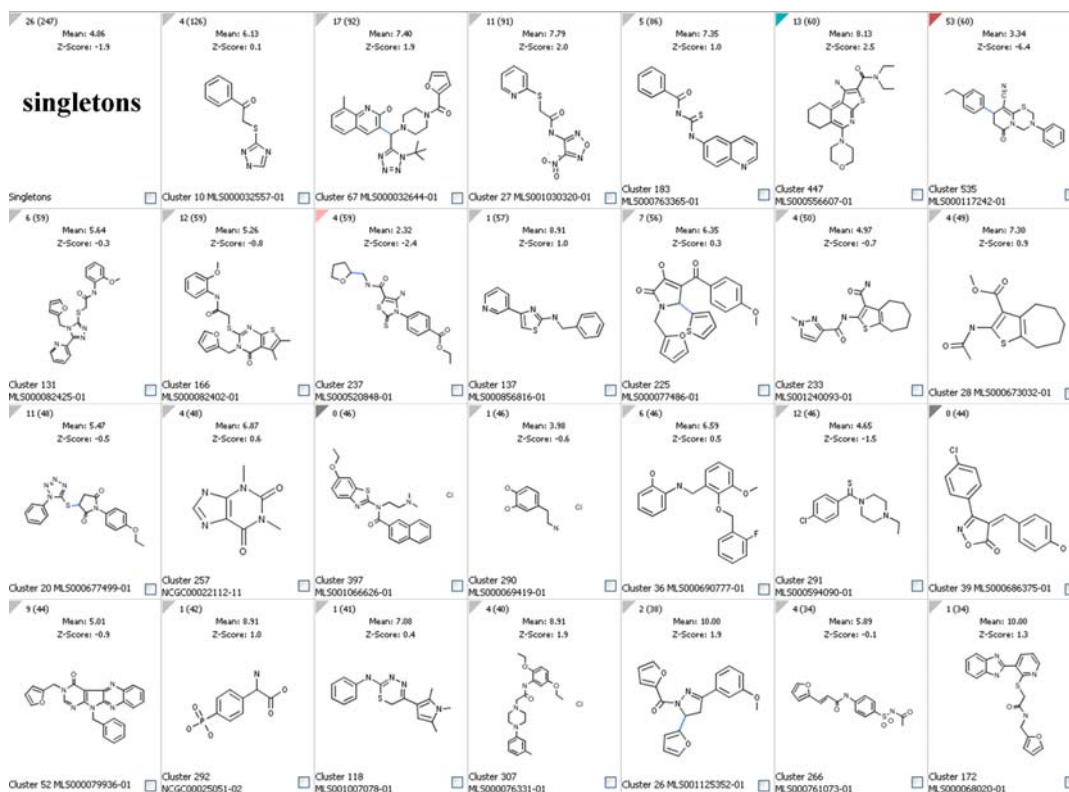 26 (247)
Mean: 4.86
Z-Score: -1.9
singletons
Singletons
4 (126)
Mean: 6.13
Z-Score: 0.1
Cluster 10 MLS000032557-01
17 (92)
Mean: 7.40
Z-Score: 1.9
Cluster 67 MLS000032644-01
11 (91)
Mean: 7.79
Z-Score: 2.0
Cluster 27 MLS001030320-01
5 (86)
Mean: 7.35
Z-Score: 1.0
Cluster 183
MLS000763365-01
13 (60)
Mean: 8.13
Z-Score: 2.5
Cluster 447
MLS000556607-01
53 (60)
Mean: 3.34
Z-Score: -6.4
Cluster 535
MLS000117242-01
6 (59)
Mean: 5.64
Z-Score: -0.3
Cluster 131
MLS000082425-01
12 (59)
Mean: 5.26
Z-Score: -0.8
Cluster 166
MLS000082402-01
4 (59)
Mean: 2.32
Z-Score: -2.4
Cluster 237
MLS000520848-01
1 (57)
Mean: 8.91
Z-Score: 1.0
Cluster 137
MLS000856816-01
7 (56)
Mean: 6.35
Z-Score: 0.3
Cluster 225
MLS000077486-01
4 (50)
Mean: 4.97
Z-Score: -0.7
Cluster 233
MLS001240093-01
4 (49)
Mean: 7.30
Z-Score: 0.9
Cluster 28 MLS000673032-01
11 (48)
Mean: 5.47
Z-Score: -0.5
Cluster 20 MLS000677499-01
4 (48)
Mean: 6.87
Z-Score: 0.6
Cluster 257
NCGC00022112-11
0 (46)
Cluster 397
MLS001066626-01
1 (46)
Mean: 3.98
Z-Score: -0.6
Cluster 290
MLS000069419-01
6 (46)
Mean: 6.59
Z-Score: 0.5
Cluster 36 MLS000690777-01
12 (46)
Mean: 4.65
Z-Score: -1.5
Cluster 291
MLS000594090-01
0 (44)
Cluster 39 MLS000686375-01
9 (44)
Mean: 5.01
Z-Score: -0.9
Cluster 52 MLS000079936-01
1 (42)
Mean: 8.91
Z-Score: 1.0
Cluster 292
NCGC00025051-02
1 (41)
Mean: 7.08
Z-Score: 0.4
Cluster 118
MLS001007078-01
4 (40)
Mean: 8.91
Z-Score: 1.9
Cluster 307
MLS000076331-01
2 (38)
Mean: 10.00
Z-Score: 1.9
Cluster 26 MLS001125352-01
4 (34)
Mean: 5.89
Z-Score: -0.1
Cluster 266
MLS000761073-01
1 (34)
Mean: 10.00
Z-Score: 1.3
Cluster 172
MLS000068020-01